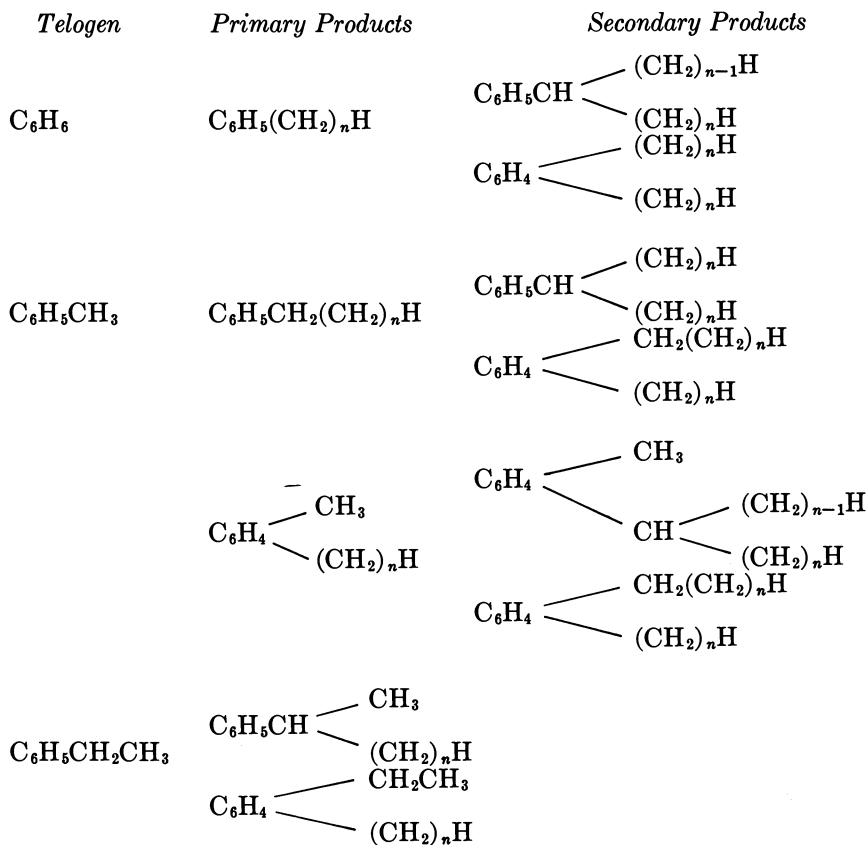 Telogen Primary Products Secondary Products
(CH₂)ₙ₋₁H
C₆H₅CH
C₆H₆ C₆H₅(CH₂)ₙH
(CH₂)ₙH
(CH₂)ₙH
C₆H₄
(CH₂)ₙH
(CH₂)ₙH
C₆H₅CH
C₆H₅CH₃ C₆H₅CH₂(CH₂)ₙH
(CH₂)ₙH
CH₂(CH₂)ₙH
C₆H₄
(CH₂)ₙH
CH₃
C₆H₄
CH₃
(CH₂)ₙ₋₁H
C₆H₄
CH
(CH₂)ₙH
(CH₂)ₙH
CH₂(CH₂)ₙH
C₆H₄
(CH₂)ₙH
CH₃
C₆H₅CH
C₆H₅CH₂CH₃
(CH₂)ₙH
CH₂CH₃
C₆H₄
(CH₂)ₙH